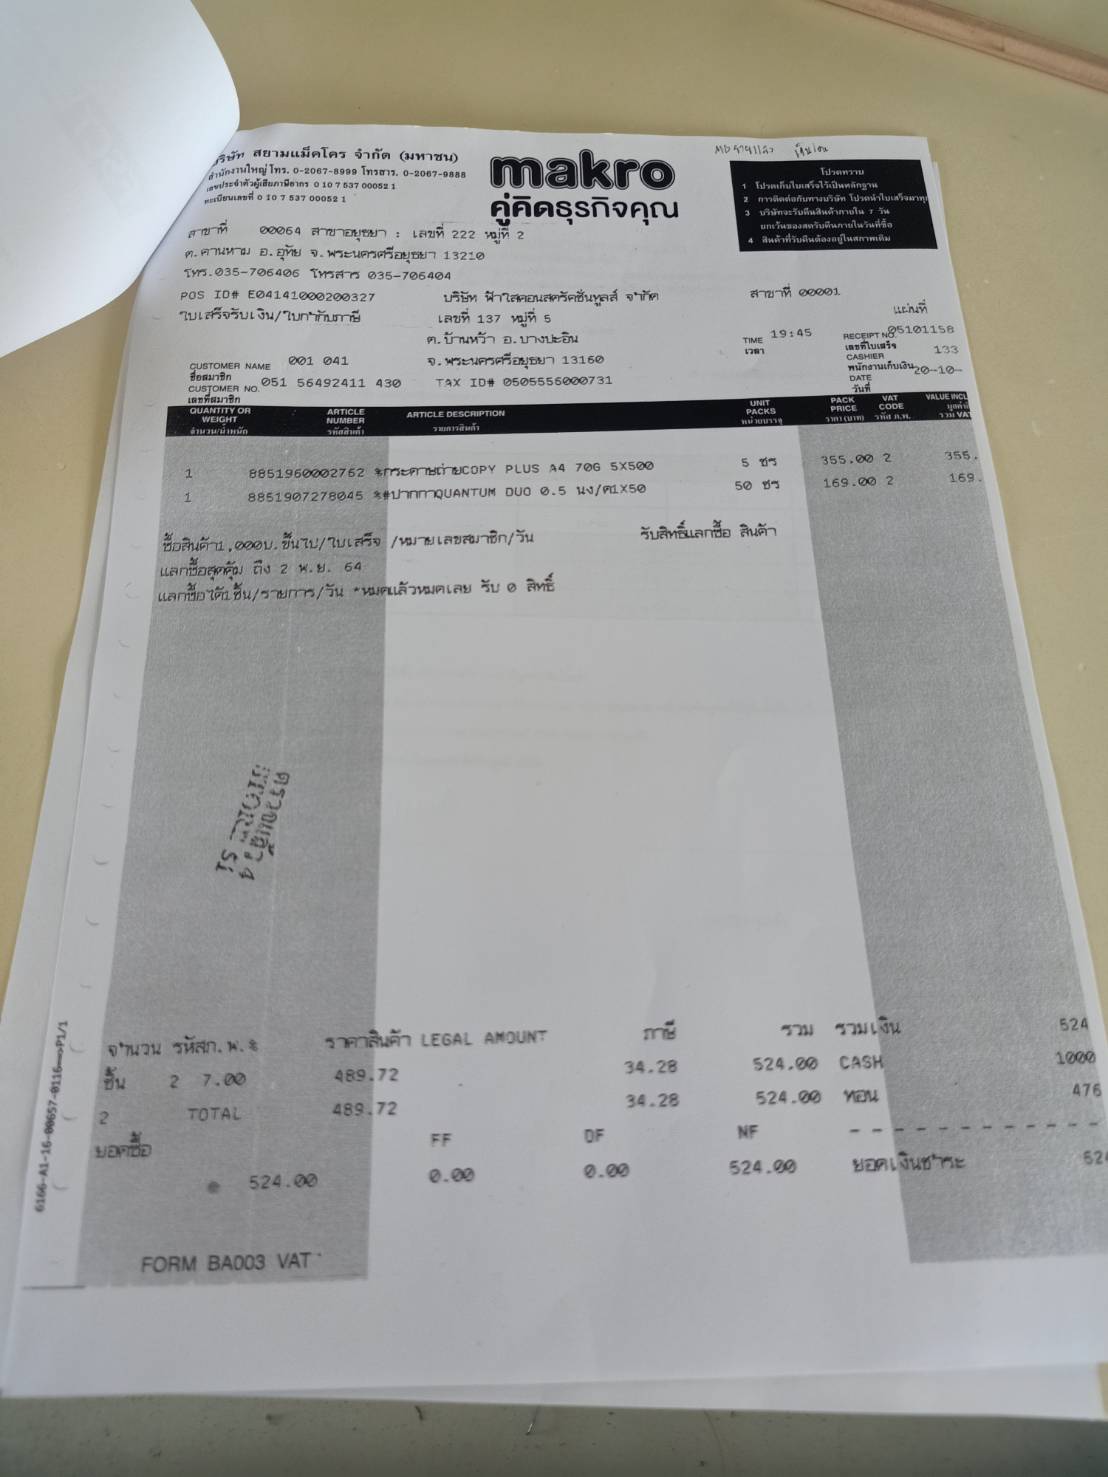 บริษัท สยามแม็คโคร จำกัด (มหาชน)
สำนักงานใหญ่ โทร. 0-2067-8999 โทรสาร. 0-2067-9888
เลขประจำตัวผู้เสียภาษีอากร 0 10 7 537 00052 1
ทะเบียนเลขที่ 0 10 7 537 00052 1
makro
คู่คิดธุรกิจคุณ
โปรดทราบ
1 โปรดเก็บใบเสร็จไว้เป็นหลักฐาน
2 การติดต่อกับทางบริษัท โปรดนำใบเสร็จมาทุก
3 บริษัทจะรับคืนสินค้าภายใน 7 วัน
ยกเว้นของสดรับคืนภายในวันที่ซื้อ
4 สินค้าที่รับคืนต้องอยู่ในสภาพเดิม
สาขาที่ 00064 สาขาอยุธยา : เลขที่ 222 หมู่ที่ 2
ต.คานหาม อ.อุทัย จ.พระนครศรีอยุธยา 13210
โทร.035-706406 โทรสาร 035-706404
POS ID# E04141000200327
ใบเสร็จรับเงิน/ใบกำกับภาษี
บริษัท ฟ้าใสคอนสตรัคชั่นทูลส์ จำกัด
สาขาที่ 00001
เลขที่ 137 หมู่ที่ 5
แผ่นที่
ต.บ้านหว้า อ.บางปะอิน
TIME 19:45
เวลา
RECEIPT NO. 05101158
เลขที่ใบเสร็จ
CUSTOMER NAME 001 041
ชื่อสมาชิก
จ.พระนครศรีอยุธยา 13160
CASHIER 133
พนักงานเก็บเงิน
CUSTOMER NO. 051 56492411 430
เลขที่สมาชิก
TAX ID# 0505556000731
DATE 20-10-
วันที่
QUANTITY OR WEIGHT ARTICLE NUMBER ARTICLE DESCRIPTION UNIT PACKS PACK PRICE VAT CODE VALUE INCL
จำนวน/น้ำหนัก รหัสสินค้า รายการสินค้า หน่วยบรรจุ ราคา (บาท) รหัส ภ.พ. รวม VAT
1 8851960002762 *กระดาษถ่ายCOPY PLUS A4 70G 5X500 5 ชร 355.00 2 355.
1 8851907278045 *#ปากกาQUANTUM DUO 0.5 นง/ด1X50 50 ชร 169.00 2 169.
ซื้อสินค้า1,000บ.ขึ้นไป/ใบเสร็จ /หมายเลขสมาชิก/วัน รับสิทธิ์แลกซื้อ สินค้า
แลกซื้อสุดคุ้ม ถึง 2 พ.ย. 64
แลกซื้อได้1ชิ้น/รายการ/วัน *หมดแล้วหมดเลย รับ 0 สิทธิ์
จำนวน รหัสภ.พ.% ราคาสินค้า LEGAL AMOUNT ภาษี รวม รวมเงิน 524
ชิ้น 2 7.00 489.72 34.28 524.00 CASH 1000
2 TOTAL 489.72 34.28 524.00 ทอน 476
ยอดซื้อ FF DF NF
524.00 0.00 0.00 524.00 ยอดเงินชำระ 524
FORM BA003 VAT